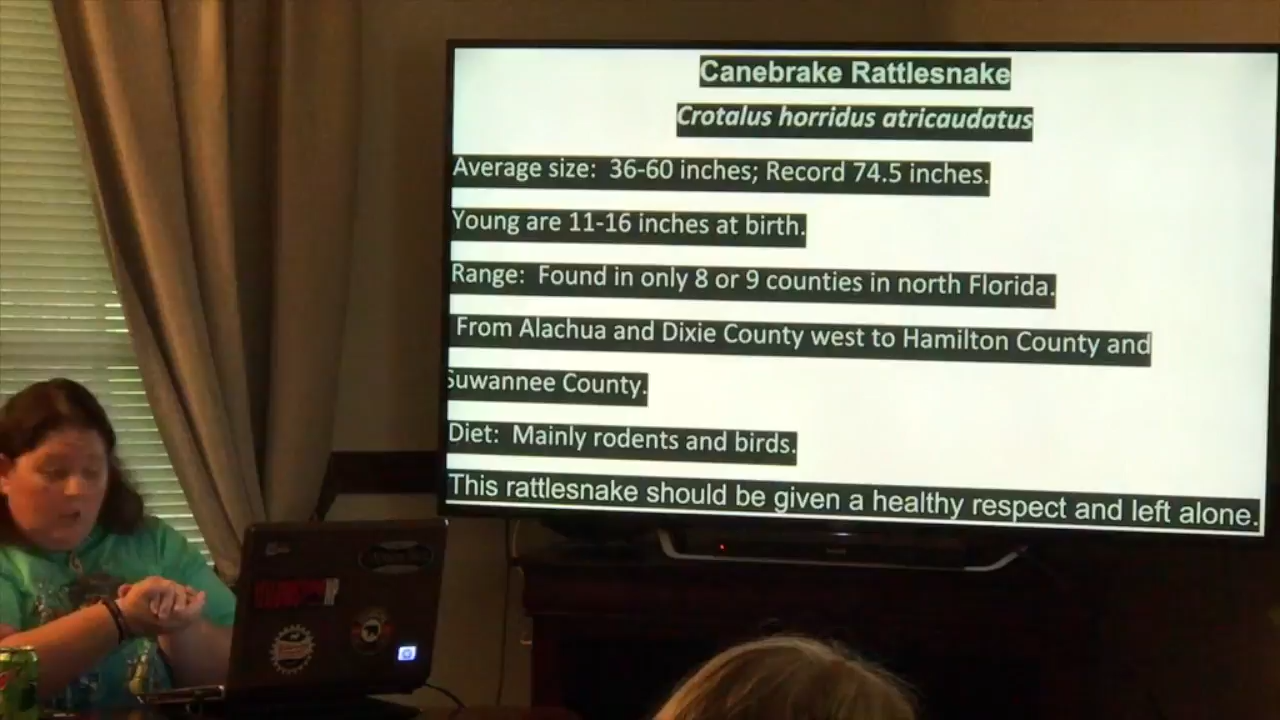 Canebrake Rattlesnake
Crotalus horridus atricaudatus
Average size:  36-60 inches; Record 74.5 inches.
Young are 11-16 inches at birth.
Range:  Found in only 8 or 9 counties in north Florida.
From Alachua and Dixie County west to Hamilton County and
Suwannee County.
Diet:  Mainly rodents and birds.
This rattlesnake should be given a healthy respect and left alone.